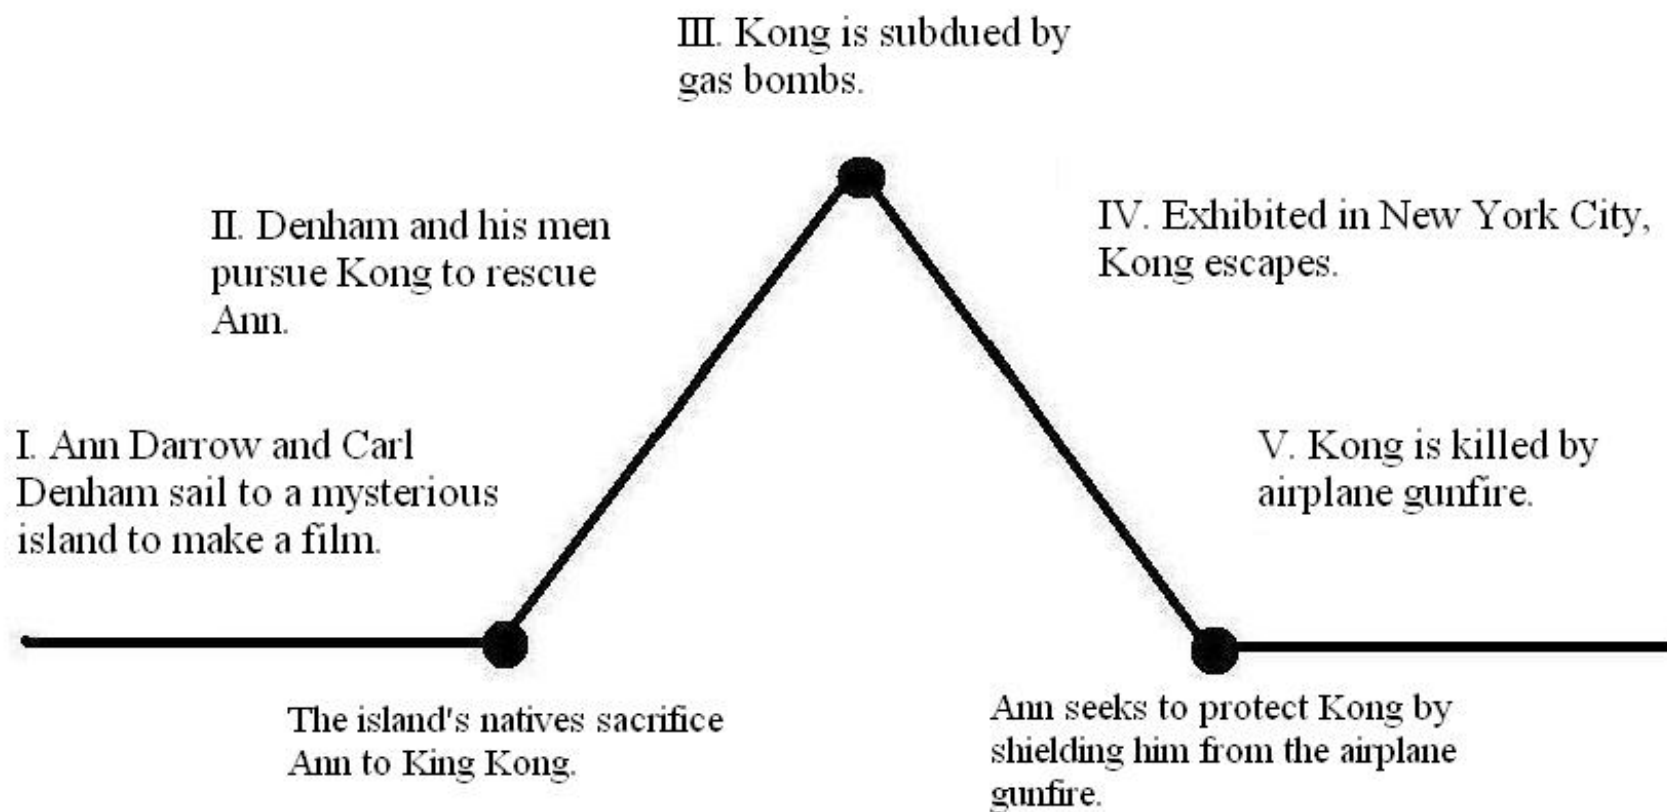 III. Kong is subdued by
gas bombs.
II. Denham and his men
pursue Kong to rescue
Ann.
IV. Exhibited in New York City,
Kong escapes.
I. Ann Darrow and Carl
Denham sail to a mysterious
island to make a film.
V. Kong is killed by
airplane gunfire.
The island's natives sacrifice
Ann to King Kong.
Ann seeks to protect Kong by
shielding him from the airplane
gunfire.